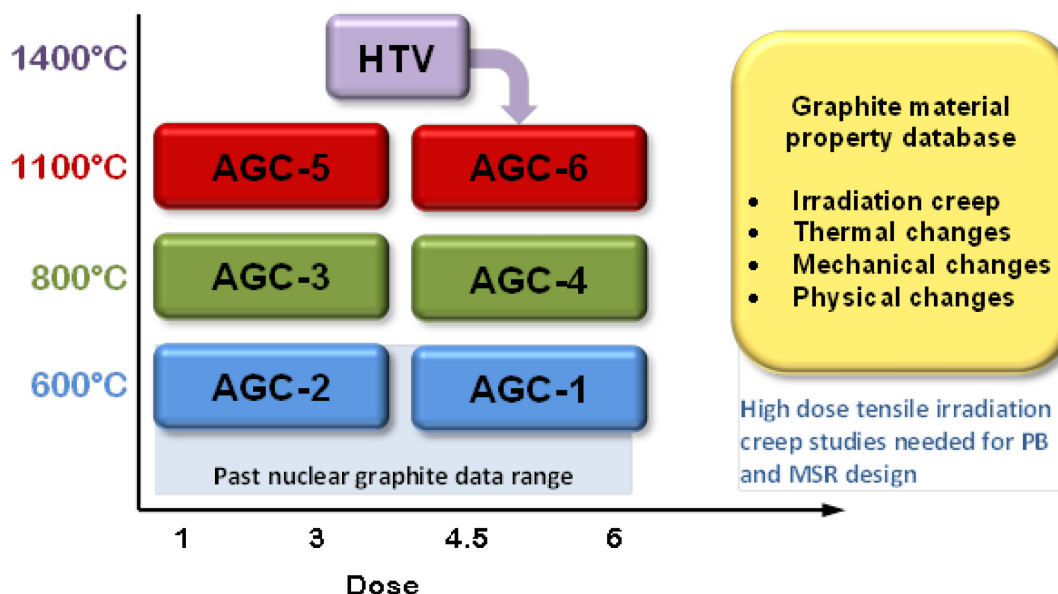 1400°C
HTV
1100°C
AGC-5
AGC-6
800°C
AGC-3
AGC-4
600°C
AGC-2
AGC-1
Past nuclear graphite data range
1
3
4.5
6
Dose
Graphite material
property database
• Irradiation creep
• Thermal changes
• Mechanical changes
• Physical changes
High dose tensile irradiation
creep studies needed for PB
and MSR design